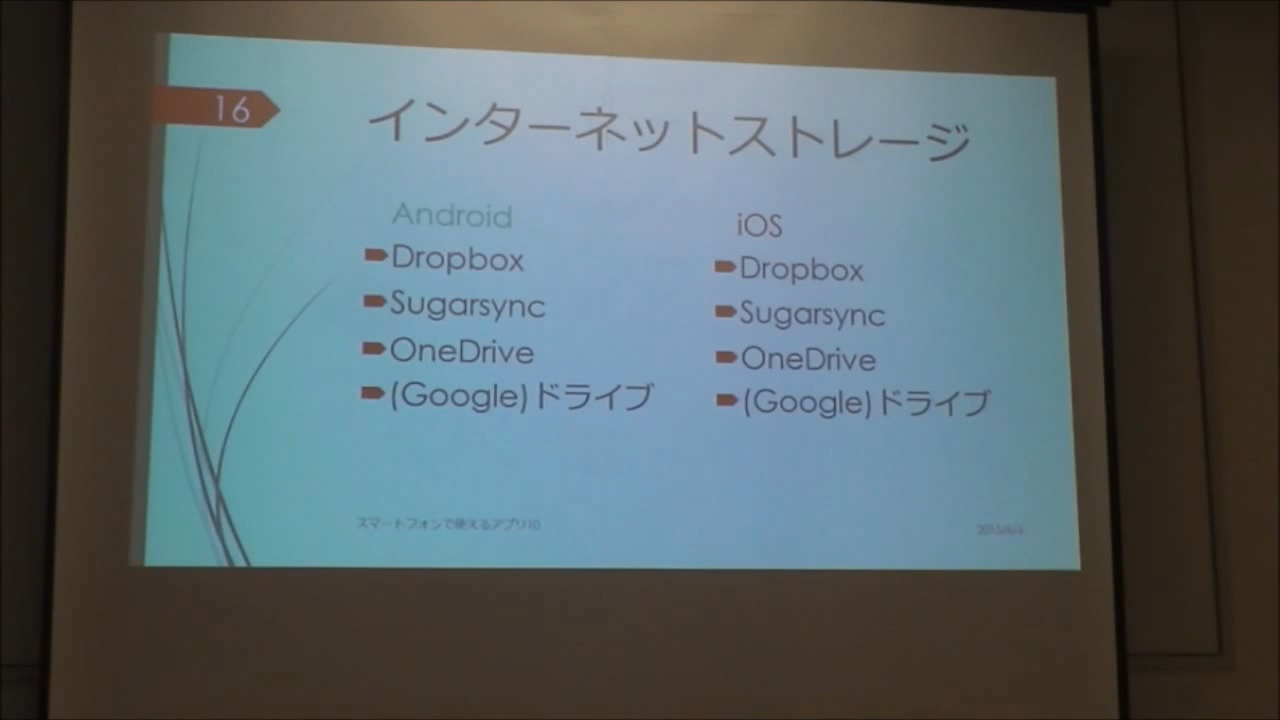 16
インターネットストレージ
Android
Dropbox
Sugarsync
OneDrive
(Google)ドライブ
iOS
Dropbox
Sugarsync
OneDrive
(Google)ドライブ
スマートフォンで使えるアプリ10